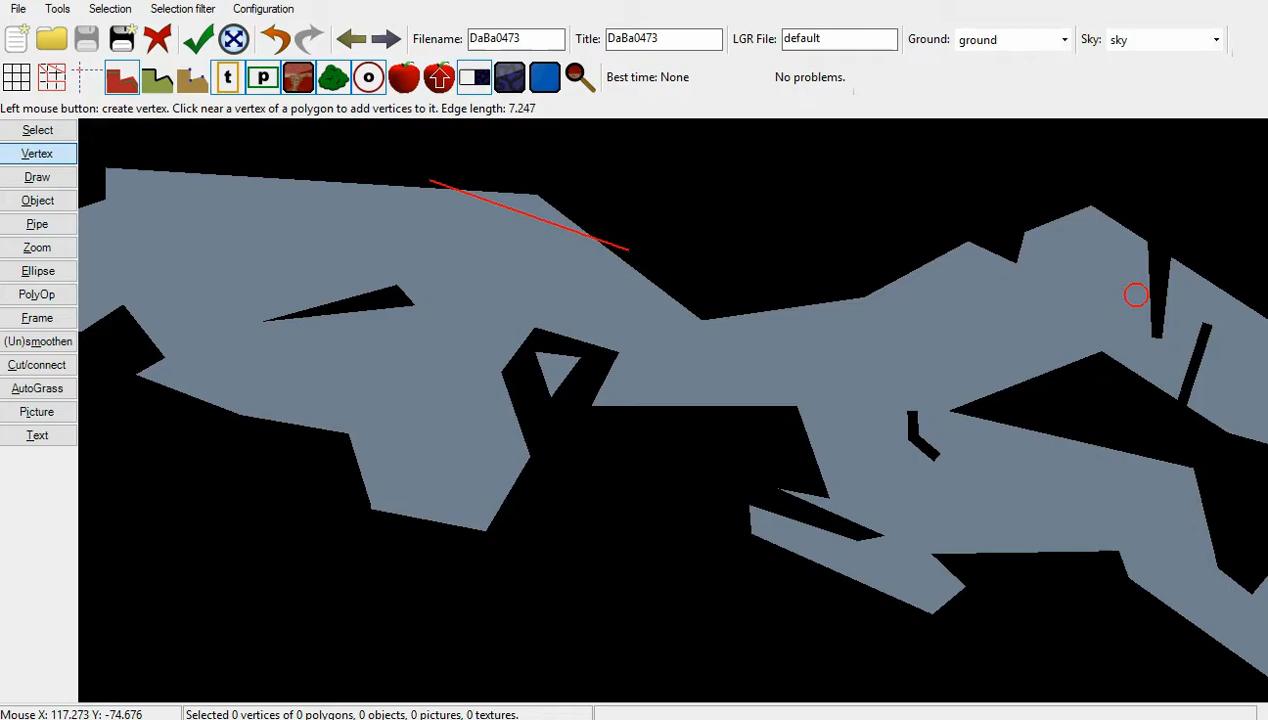 File Tools Selection Selection filter Configuration
Filename: DaBa0473 Title: DaBa0473 LGR File: default Ground: ground Sky: sky
t p o Best time: None No problems.
Left mouse button: create vertex. Click near a vertex of a polygon to add vertices to it. Edge length: 7.247
Select
Vertex
Draw
Object
Pipe
Zoom
Ellipse
PolyOp
Frame
(Un)smoothen
Cut/connect
AutoGrass
Picture
Text
Mouse X: 117.273 Y: -74.676 Selected 0 vertices of 0 polygons, 0 objects, 0 pictures, 0 textures.